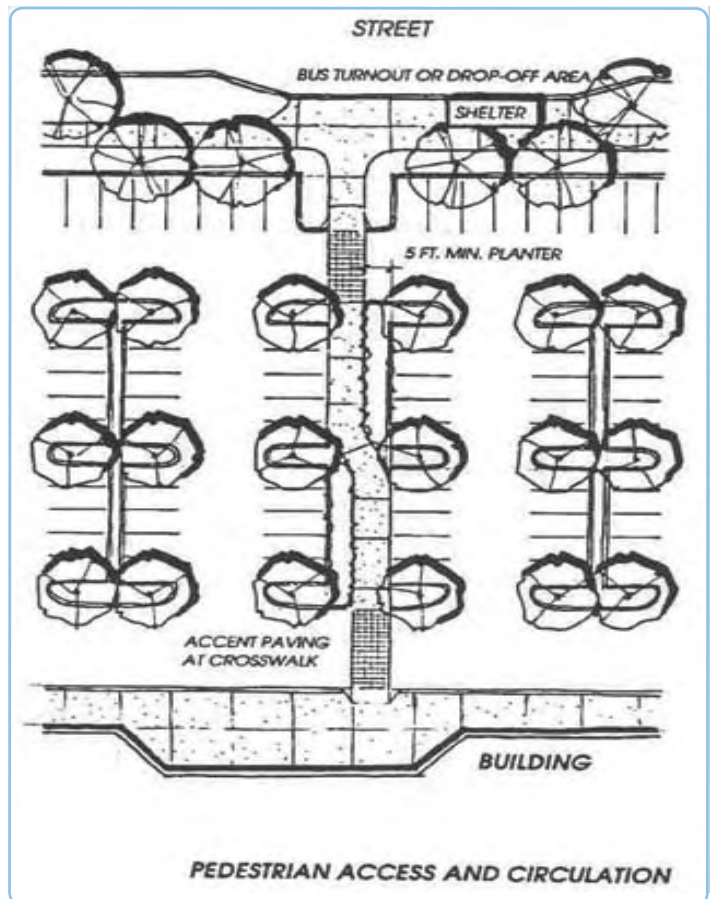 STREET
BUS TURNOUT OR DROP-OFF AREA
SHELTER
5 FT. MIN. PLANTER
ACCENT PAVING
AT CROSSWALK
BUILDING
PEDESTRIAN ACCESS AND CIRCULATION